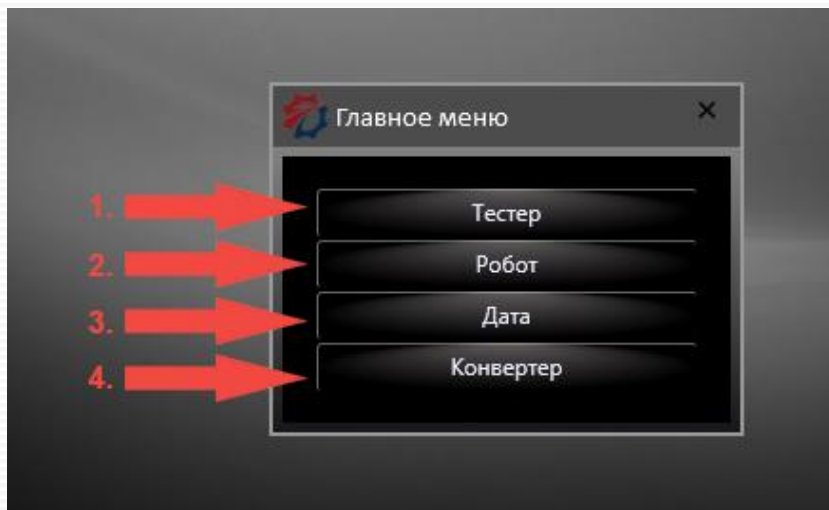 Главное меню
1. Тестер
2. Робот
3. Дата
4. Конвертер